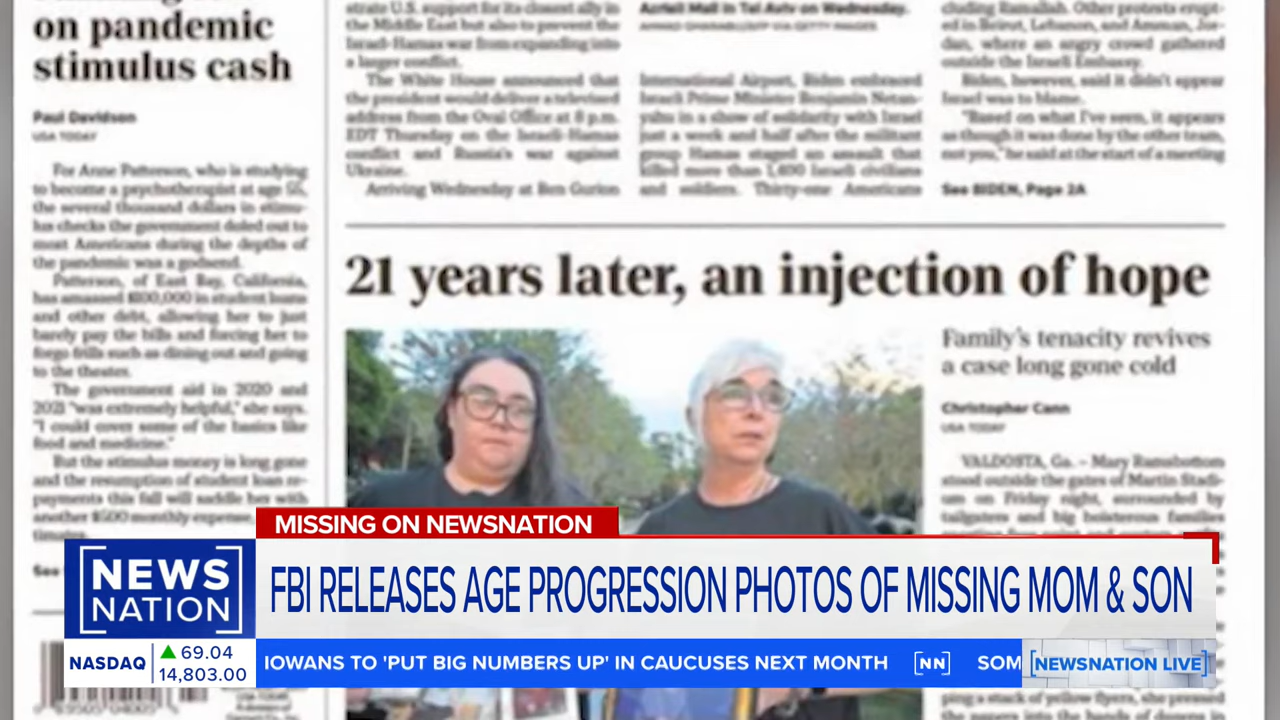 on pandemic
stimulus cash
Paul Davidson
USA TODAY
For Anne Patterson, who is studying
to become a psychotherapist at age 55,
the several thousand dollars in stimu-
lus checks the government doled out to
most Americans during the depths of
the pandemic was a godsend.
Patterson, of East Bay, California,
has amassed $100,000 in student loans
and other debt, allowing her to just
barely pay the bills and forcing her to
forgo frills such as dining out and going
to the theater.
The government aid in 2020 and
2021 "was extremely helpful," she says.
"I could cover some of the basics like
food and medicine."
But the stimulus money is long gone
and the resumption of student loan re-
payments this fall will saddle her with
another $500 monthly expense,
See
strate U.S. support for its closest ally in
the Middle East but also to prevent the
Israel-Hamas war from expanding into
a larger conflict.
The White House announced that
the president would deliver a televised
address from the Oval Office at 8 p.m.
EDT Thursday on the Israeli-Hamas
conflict and Russia's war against
Ukraine.
Arriving Wednesday at Ben Gurion
Azrieli Mall in Tel Aviv on Wednesday.
International Airport, Biden embraced
Israeli Prime Minister Benjamin Netan-
yahu in a show of solidarity with Israel
just a week and half after the militant
group Hamas staged an assault that
killed more than 1,400 Israeli civilians
and soldiers. Thirty-one Americans
cluding Ramallah. Other protests erupt-
ed in Beirut, Lebanon, and Amman, Jor-
dan, where an angry crowd gathered
outside the Israeli Embassy.
Biden, however, said it didn't appear
Israel was to blame.
"Based on what I've seen, it appears
as though it was done by the other team,
not you," he said at the start of a meeting
See BIDEN, Page 2A
21 years later, an injection of hope
Family's tenacity revives
a case long gone cold
Christopher Cann
USA TODAY
VALDOSTA, Ga. – Mary Ramsbottom
stood outside the gates of Martin Stadi-
um on Friday night, surrounded by
tailgaters and big boisterous families
MISSING ON NEWSNATION
NEWS
NATION
FBI RELEASES AGE PROGRESSION PHOTOS OF MISSING MOM & SON
NASDAQ
69.04
14,803.00
IOWANS TO 'PUT BIG NUMBERS UP' IN CAUCUSES NEXT MONTH
NN
SOM
NEWSNATION LIVE
ping a stack of yellow flyers, she pressed